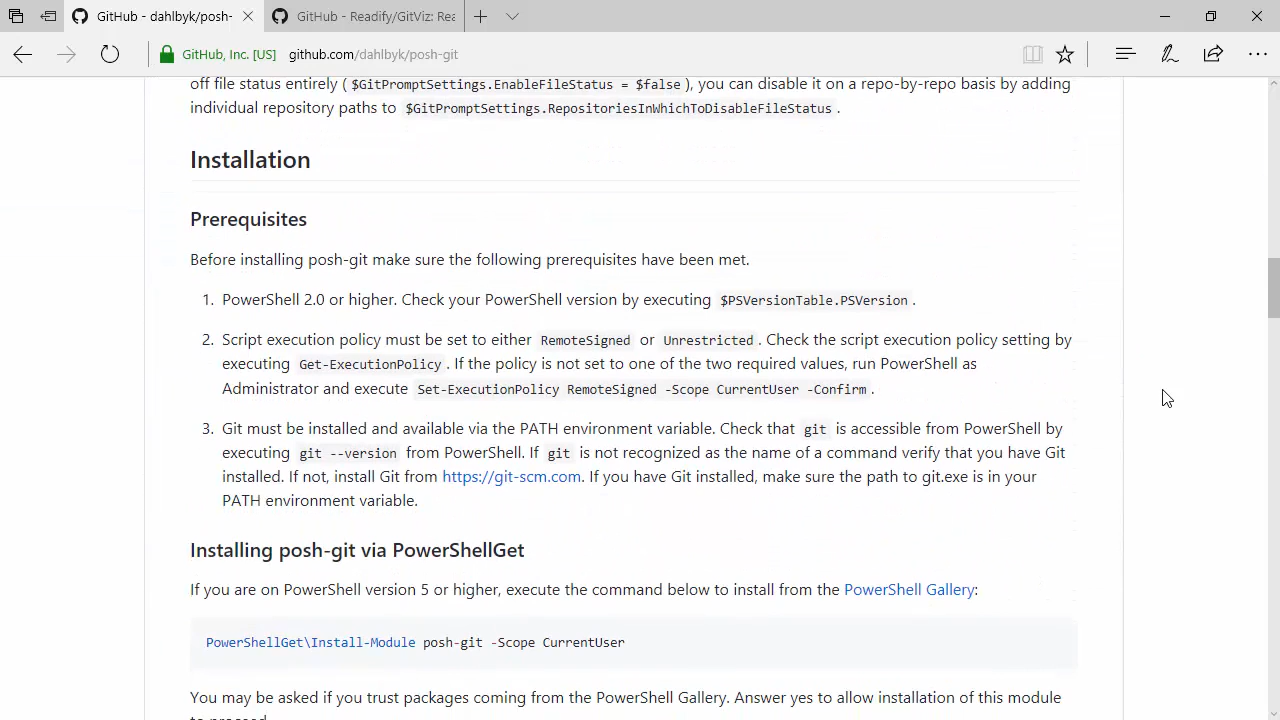 GitHub - dahlbyk/posh-
GitHub - Readify/GitViz: Rea
GitHub, Inc. [US]
github.com/dahlbyk/posh-git
off file status entirely ( $GitPromptSettings.EnableFileStatus = $false ), you can disable it on a repo-by-repo basis by adding
individual repository paths to $GitPromptSettings.RepositoriesInWhichToDisableFileStatus .
Installation
Prerequisites
Before installing posh-git make sure the following prerequisites have been met.
1. PowerShell 2.0 or higher. Check your PowerShell version by executing $PSVersionTable.PSVersion .
2. Script execution policy must be set to either RemoteSigned or Unrestricted . Check the script execution policy setting by
executing Get-ExecutionPolicy . If the policy is not set to one of the two required values, run PowerShell as
Administrator and execute Set-ExecutionPolicy RemoteSigned -Scope CurrentUser -Confirm .
3. Git must be installed and available via the PATH environment variable. Check that git is accessible from PowerShell by
executing git --version from PowerShell. If git is not recognized as the name of a command verify that you have Git
installed. If not, install Git from https://git-scm.com. If you have Git installed, make sure the path to git.exe is in your
PATH environment variable.
Installing posh-git via PowerShellGet
If you are on PowerShell version 5 or higher, execute the command below to install from the PowerShell Gallery:
PowerShellGet\Install-Module posh-git -Scope CurrentUser
You may be asked if you trust packages coming from the PowerShell Gallery. Answer yes to allow installation of this module
to proceed.